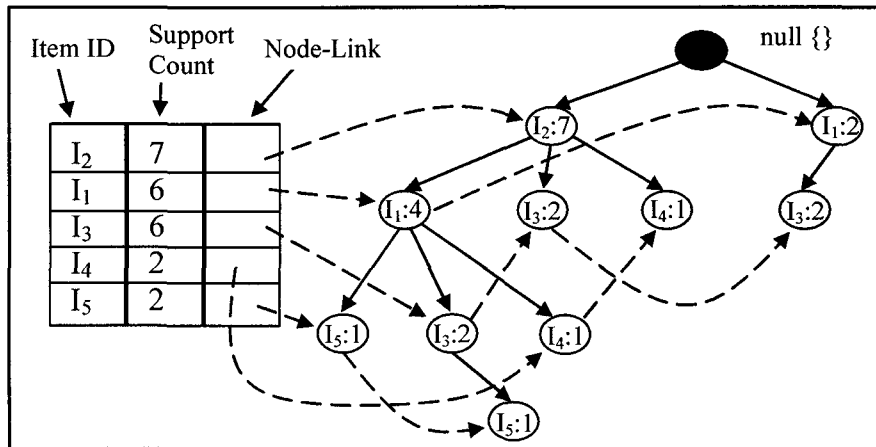 null {}
Item ID
Support
Count
Node-Link
I₂ 7
I₁ 6
I₃ 6
I₄ 2
I₅ 2
I₂:7
I₁:2
I₁:4
I₃:2
I₄:1
I₃:2
I₅:1
I₃:2
I₄:1
I₅:1